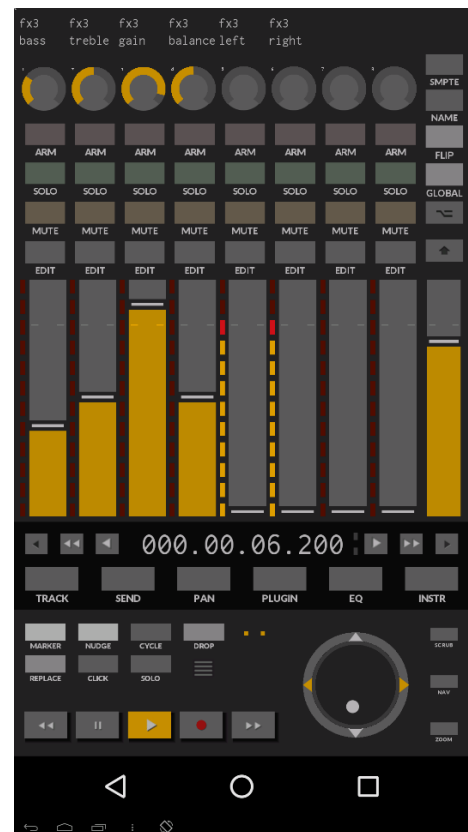 fx3 fx3 fx3 fx3 fx3 fx3
bass treble gain balance left right
SMPTE
NAME
ARM ARM ARM ARM ARM ARM ARM ARM
FLIP
SOLO SOLO SOLO SOLO SOLO SOLO SOLO SOLO
GLOBAL
MUTE MUTE MUTE MUTE MUTE MUTE MUTE MUTE
EDIT EDIT EDIT EDIT EDIT EDIT EDIT EDIT
000.00.06.200
TRACK SEND PAN PLUGIN EQ INSTR
MARKER NUDGE CYCLE DROP
SCRUB
REPLACE CLICK SOLO
NAV
ZOOM